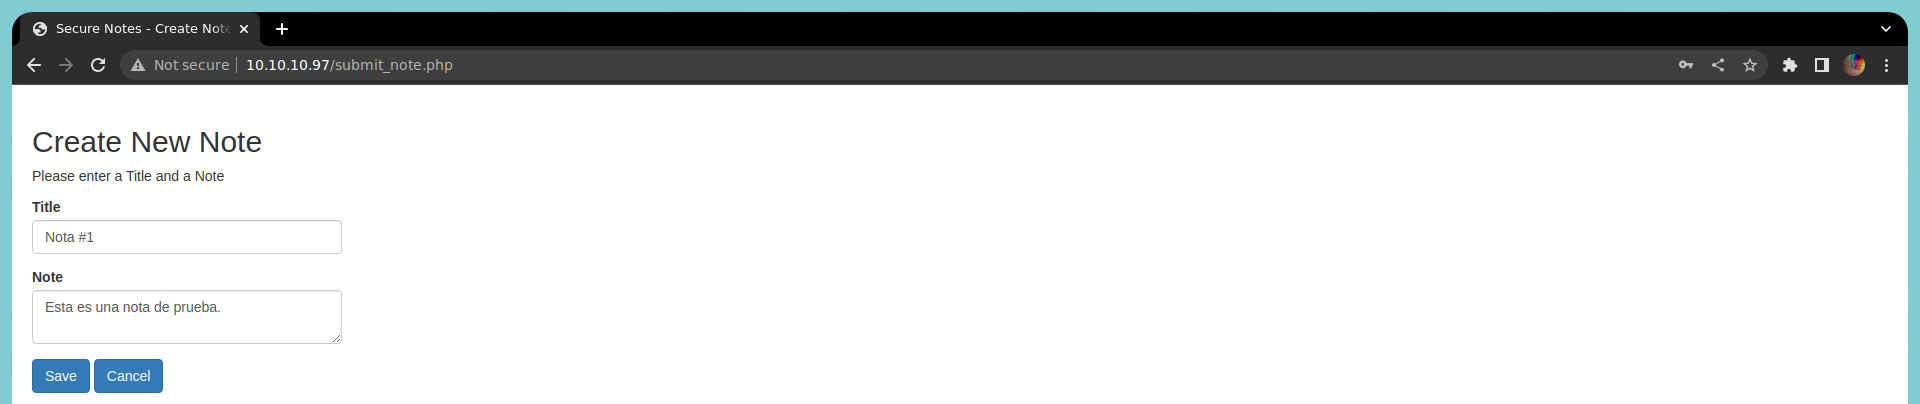 Secure Notes - Create Note
Not secure 10.10.10.97/submit_note.php
Create New Note
Please enter a Title and a Note
Title
Nota #1
Note
Esta es una nota de prueba.
Save Cancel